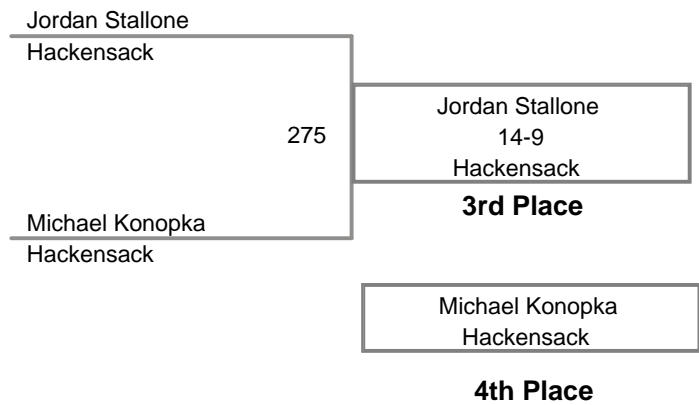 Jordan Stallone
Hackensack
275
Jordan Stallone
14-9
Hackensack
3rd Place
Michael Konopka
Hackensack
Michael Konopka
Hackensack
4th Place